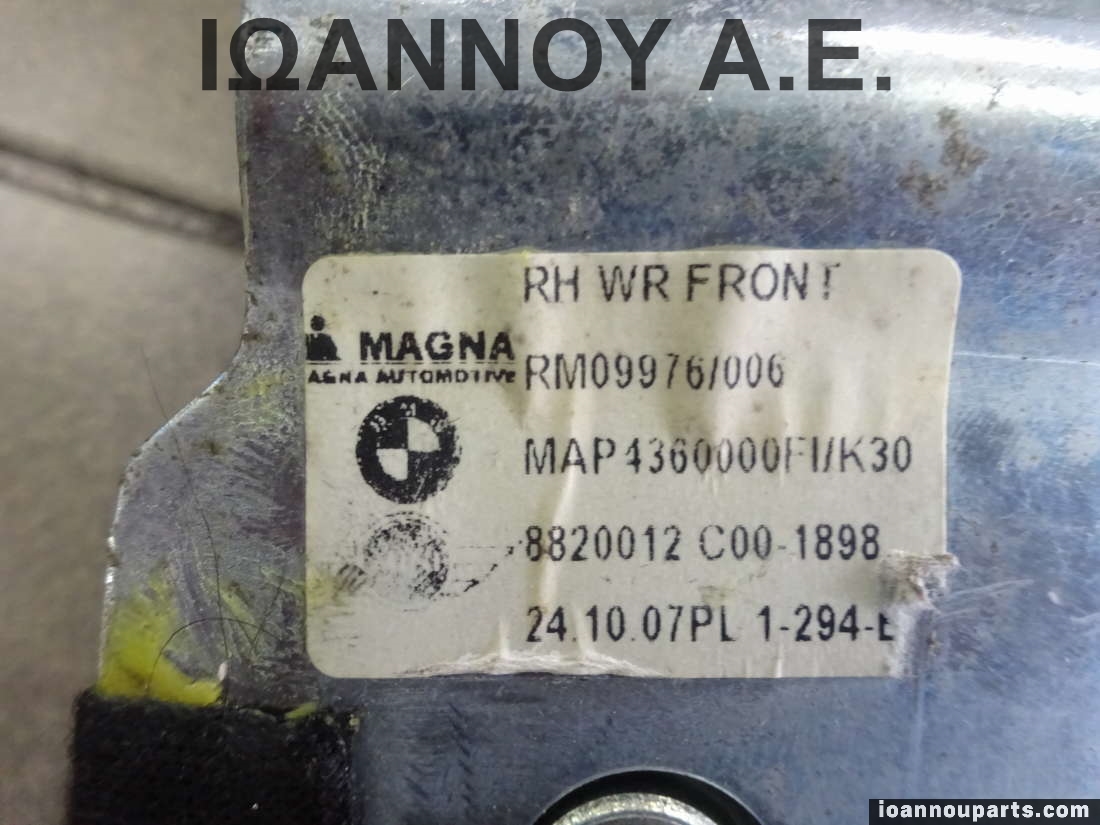 ΙΩΑΝΝΟΥ Α.Ε.
RH WR FRONT
MAGNA
AGNA AUTOMOTIVE
RM09976/006
MAP4360000FI/K30
8820012 C00-1898
24.10.07PL 1-294-E
ioannouparts.com